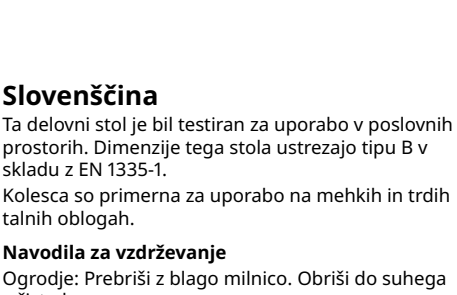 Slovenščina
Ta delovni stol je bil testiran za uporabo v poslovnih
prostorih. Dimenzije tega stola ustrezajo tipu B v
skladu z EN 1335-1.
Kolesca so primerna za uporabo na mehkih in trdih
talnih oblogah.
Navodila za vzdrževanje
Ogrodje: Prebriši z blago milnico. Obriši do suhega